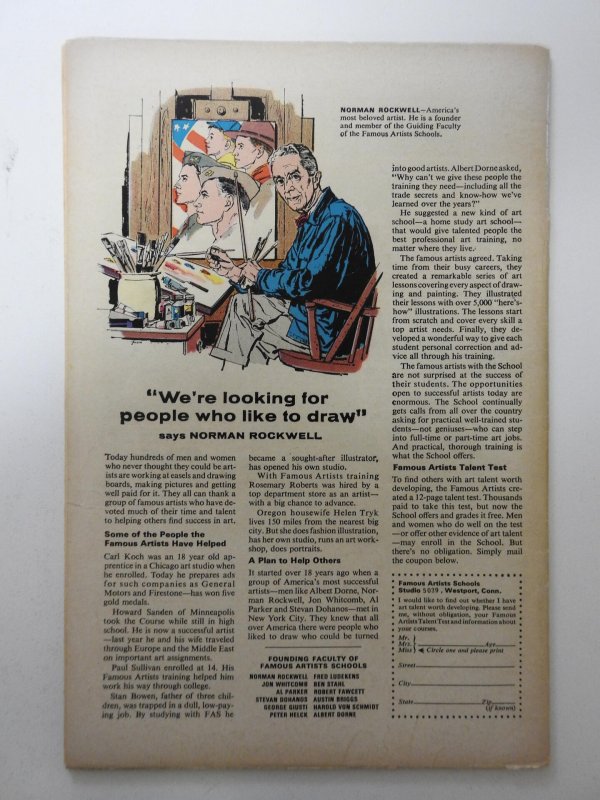 NORMAN ROCKWELL—America's
most beloved artist. He is a founder
and member of the Guiding Faculty
of the Famous Artists Schools.
"We're looking for
people who like to draw"
says NORMAN ROCKWELL
Today hundreds of men and women
who never thought they could be art-
ists are working at easels and drawing
boards, making pictures and getting
well paid for it. They all can thank a
group of famous artists who have de-
voted much of their time and talent
to helping others find success in art.
Some of the People the
Famous Artists Have Helped
Carl Koch was an 18 year old ap-
prentice in a Chicago art studio when
he enrolled. Today he prepares ads
for such companies as General
Motors and Firestone—has won five
gold medals.
Howard Sanden of Minneapolis
took the Course while still in high
school. He is now a successful artist
—last year he and his wife traveled
through Europe and the Middle East
on important art assignments.
Paul Sullivan enrolled at 14. His
Famous Artists training helped him
work his way through college.
Stan Bowen, father of three chil-
dren, was trapped in a dull, low-pay-
ing job. By studying with FAS he
became a sought-after illustrator,
has opened his own studio.
With Famous Artists training
Rosemary Roberts was hired by a
top department store as an artist—
with a big chance to advance.
Oregon housewife Helen Tryk
lives 150 miles from the nearest big
city. But she does fashion illustration,
has her own studio, runs an art work-
shop, does portraits.
A Plan to Help Others
It started over 18 years ago when a
group of America's most successful
artists—men like Albert Dorne, Nor-
man Rockwell, Jon Whitcomb, Al
Parker and Stevan Dohanos—met in
New York City. They knew that all
over America there were people who
liked to draw who could be turned
FOUNDING FACULTY OF
FAMOUS ARTISTS SCHOOLS
NORMAN ROCKWELL FRED LUDEKENS
JON WHITCOMB BEN STAHL
AL PARKER ROBERT FAWCETT
STEVAN DOHANOS AUSTIN BRIGGS
GEORGE GIUSTI HAROLD VON SCHMIDT
PETER HELCK ALBERT DORNE
into good artists. Albert Dorne asked,
"Why can't we give these people the
training they need—including all the
trade secrets and know-how we've
learned over the years?"
He suggested a new kind of art
school—a home study art school—
that would give talented people the
best professional art training, no
matter where they live.
The famous artists agreed. Taking
time from their busy careers, they
created a remarkable series of art
lessons covering every aspect of draw-
ing and painting. They illustrated
their lessons with over 5,000 "here's-
how" illustrations. The lessons start
from scratch and cover every skill a
top artist needs. Finally, they de-
veloped a wonderful way to give each
student personal correction and ad-
vice all through his training.
The famous artists with the School
are not surprised at the success of
their students. The opportunities
open to successful artists today are
enormous. The School continually
gets calls from all over the country
asking for practical well-trained stu-
dents—not geniuses—who can step
into full-time or part-time art jobs.
And practical, thorough training is
what the School offers.
Famous Artists Talent Test
To find others with art talent worth
developing, the Famous Artists cre-
ated a 12-page talent test. Thousands
paid to take this test, but now the
School offers and grades it free. Men
and women who do well on the test
—or offer other evidence of art talent
—may enroll in the School. But
there's no obligation. Simply mail
the coupon below.
Famous Artists Schools
Studio 5039, Westport, Conn.
I would like to find out whether I have
art talent worth developing. Please send
me, without obligation, your Famous
Artists Talent Test and information about
your courses.
Mr.
Mrs. Age
Miss Circle one and please print
Street
City
State Zip
(if known)